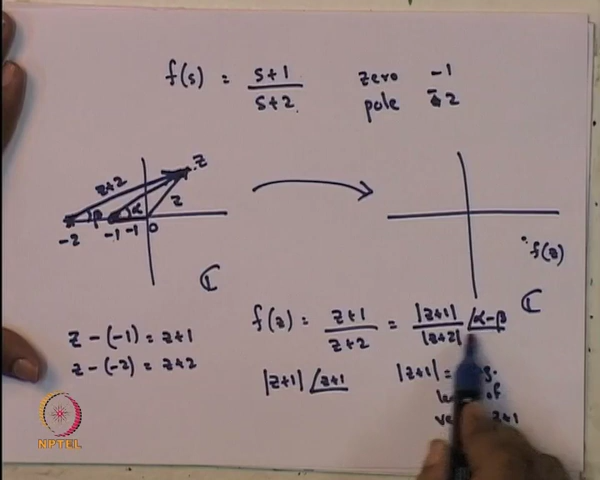 f(s) = s+1 / s+2
zero -1
pole -2
z
z+2
z
β α
-2 -1 -1 0
ℂ
f(z)
ℂ
z-(-1) = z+1
z-(-2) = z+2
f(z) = z+1 / z+2 = |z+1| / |z+2| ∠α-β
|z+1| ∠z+1
|z+1| =
of
z+1
NPTEL